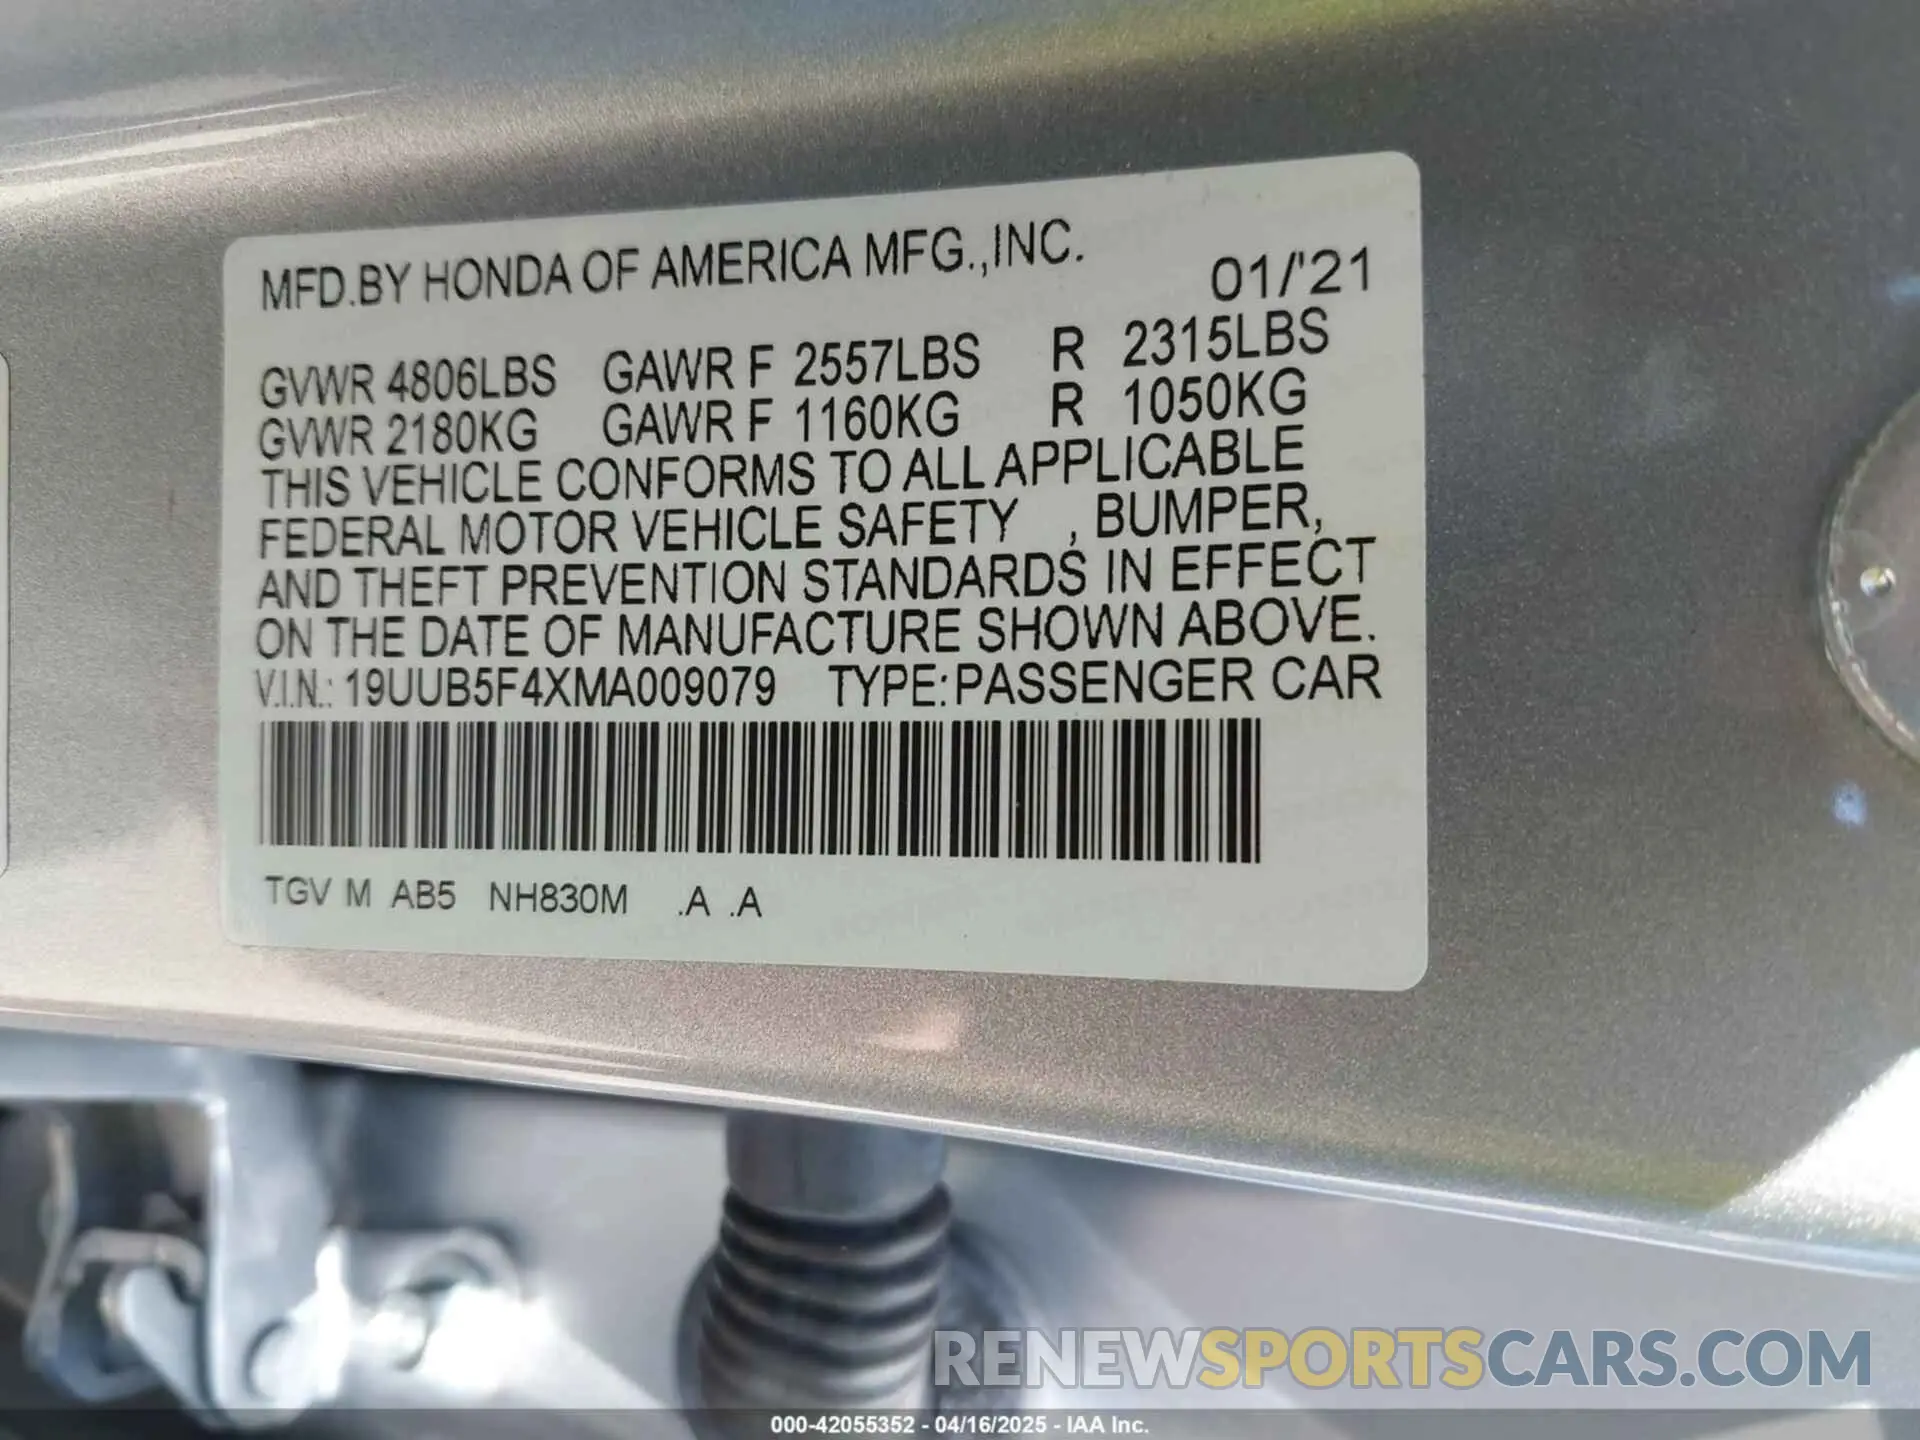 MFD.BY HONDA OF AMERICA MFG.,INC.
01/'21
GVWR 4806LBS GAWR F 2557LBS R 2315LBS
GVWR 2180KG GAWR F 1160KG R 1050KG
THIS VEHICLE CONFORMS TO ALL APPLICABLE
FEDERAL MOTOR VEHICLE SAFETY , BUMPER,
AND THEFT PREVENTION STANDARDS IN EFFECT
ON THE DATE OF MANUFACTURE SHOWN ABOVE.
V.I.N.: 19UUB5F4XMA009079 TYPE:PASSENGER CAR
TGV M AB5 NH830M .A .A
RENEWSPORTSCARS.COM
000-42055352 - 04/16/2025 - IAA Inc.